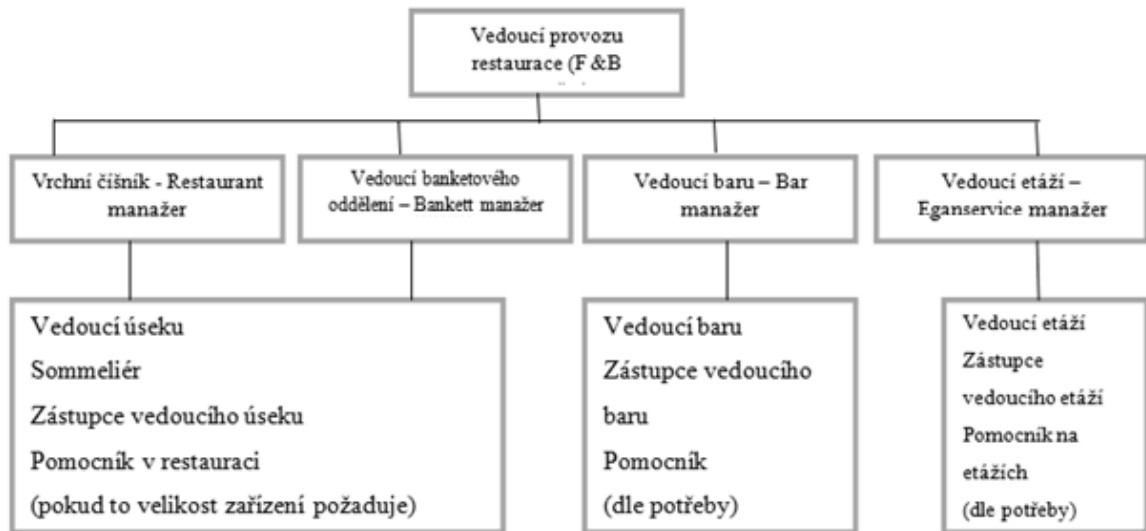 Vedoucí provozu
restaurace (F &B
Vrchní číšník - Restaurant
manažer
Vedoucí banketového
oddělení – Bankett manažer
Vedoucí baru – Bar
manažer
Vedoucí etáží –
Eganservice manažer
Vedoucí úseku
Sommeliér
Zástupce vedoucího úseku
Pomocník v restauraci
(pokud to velikost zařízení požaduje)
Vedoucí baru
Zástupce vedoucího
baru
Pomocník
(dle potřeby)
Vedoucí etáží
Zástupce
vedoucího etáží
Pomocník na
etážích
(dle potřeby)